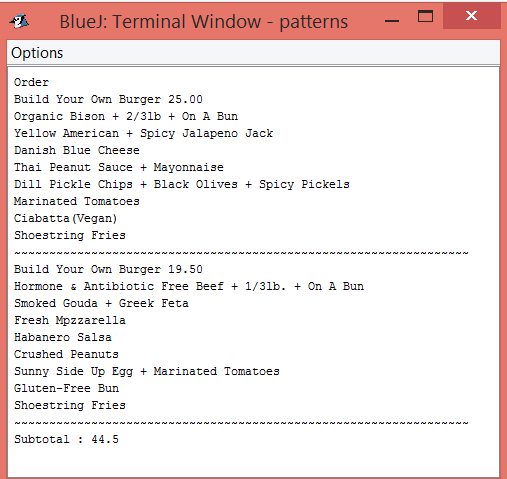 BlueJ: Terminal Window - patterns
Options
Order
Build Your Own Burger 25.00
Organic Bison + 2/3lb + On A Bun
Yellow American + Spicy Jalapeno Jack
Danish Blue Cheese
Thai Peanut Sauce + Mayonnaise
Dill Pickle Chips + Black Olives + Spicy Pickels
Marinated Tomatoes
Ciabatta(Vegan)
Shoestring Fries
~~~~~~~~~~~~~~~~~~~~~~~~~~~~~~~~~~~~~~~~~~~~~~~~~~~~~~~~~~~~~~~~~
Build Your Own Burger 19.50
Hormone & Antibiotic Free Beef + 1/3lb. + On A Bun
Smoked Gouda + Greek Feta
Fresh Mpzzarella
Habanero Salsa
Crushed Peanuts
Sunny Side Up Egg + Marinated Tomatoes
Gluten-Free Bun
Shoestring Fries
~~~~~~~~~~~~~~~~~~~~~~~~~~~~~~~~~~~~~~~~~~~~~~~~~~~~~~~~~~~~~~~~~
Subtotal : 44.5